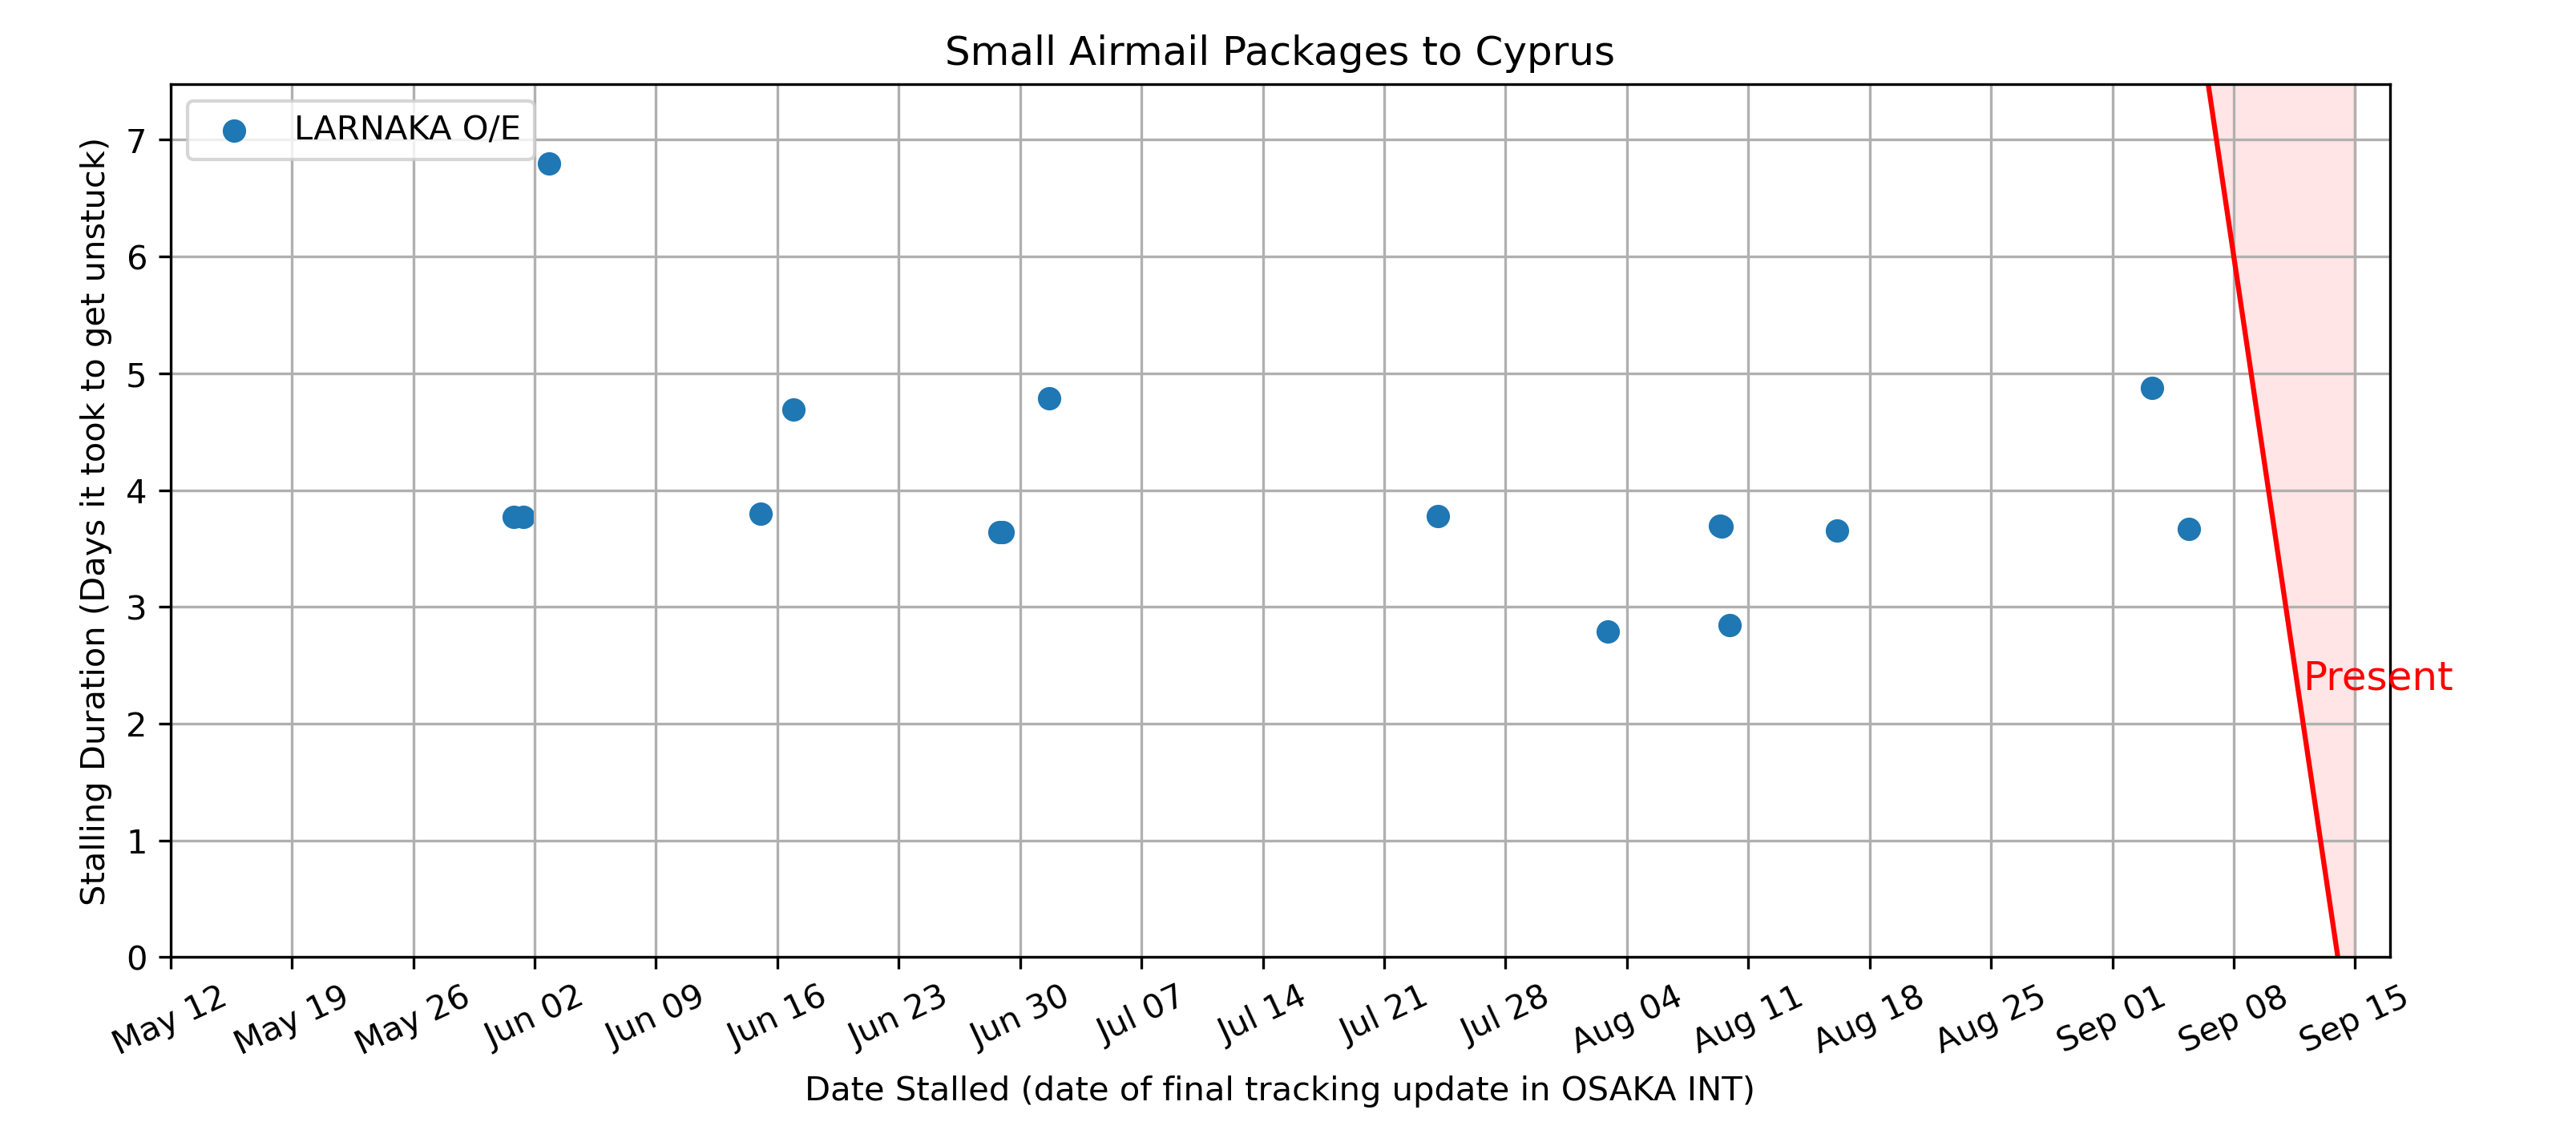 Small Airmail Packages to Cyprus
LARNAKA O/E
Stalling Duration (Days it took to get unstuck)
7
6
5
4
3
2
1
0
Present
May 12
May 19
May 26
Jun 02
Jun 09
Jun 16
Jun 23
Jun 30
Jul 07
Jul 14
Jul 21
Jul 28
Aug 04
Aug 11
Aug 18
Aug 25
Sep 01
Sep 08
Sep 15
Date Stalled (date of final tracking update in OSAKA INT)